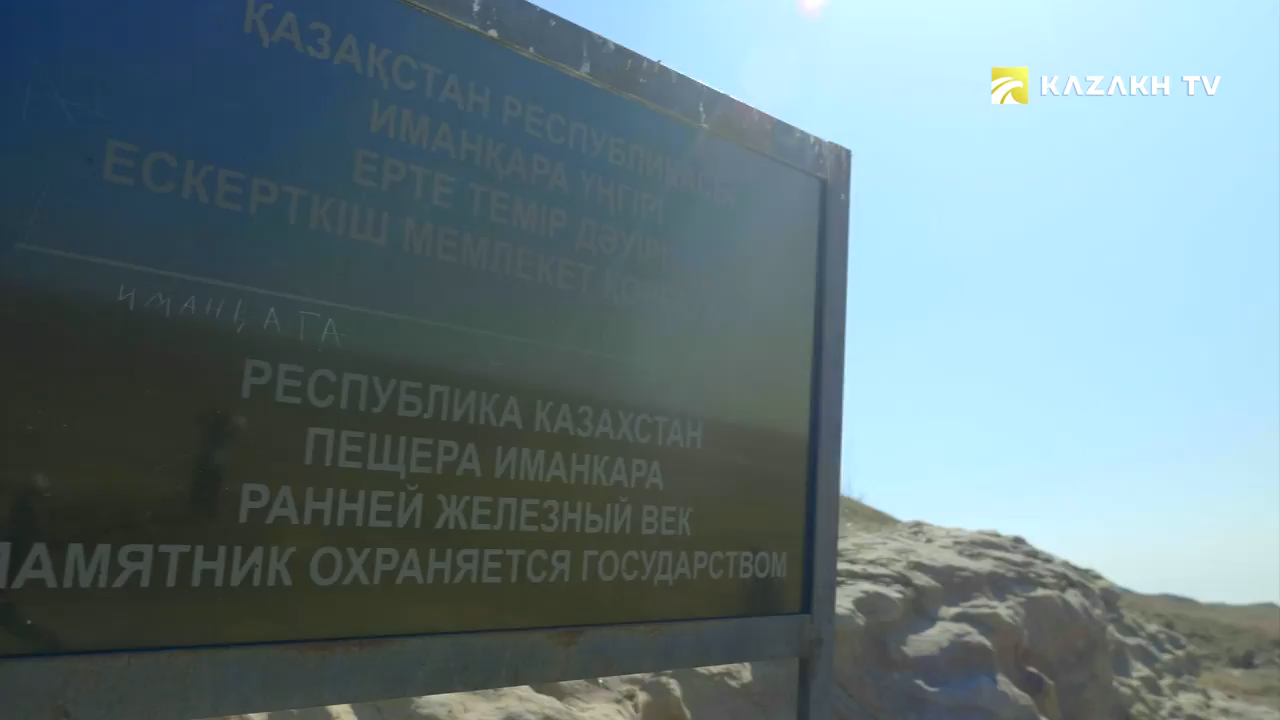 KAZAKH TV
ҚАЗАҚСТАН РЕСПУБЛИКАСЫ
ИМАНҚАРА ҮҢГІРІ
ЕРТЕ ТЕМІР ДӘУІРІ
ЕСКЕРТКІШ МЕМЛЕКЕТ
ИМАНҚАҒА
РЕСПУБЛИКА КАЗАХСТАН
ПЕЩЕРА ИМАНКАРА
РАННЕЙ ЖЕЛЕЗНЫЙ ВЕК
ПАМЯТНИК ОХРАНЯЕТСЯ ГОСУДАРСТВОМ